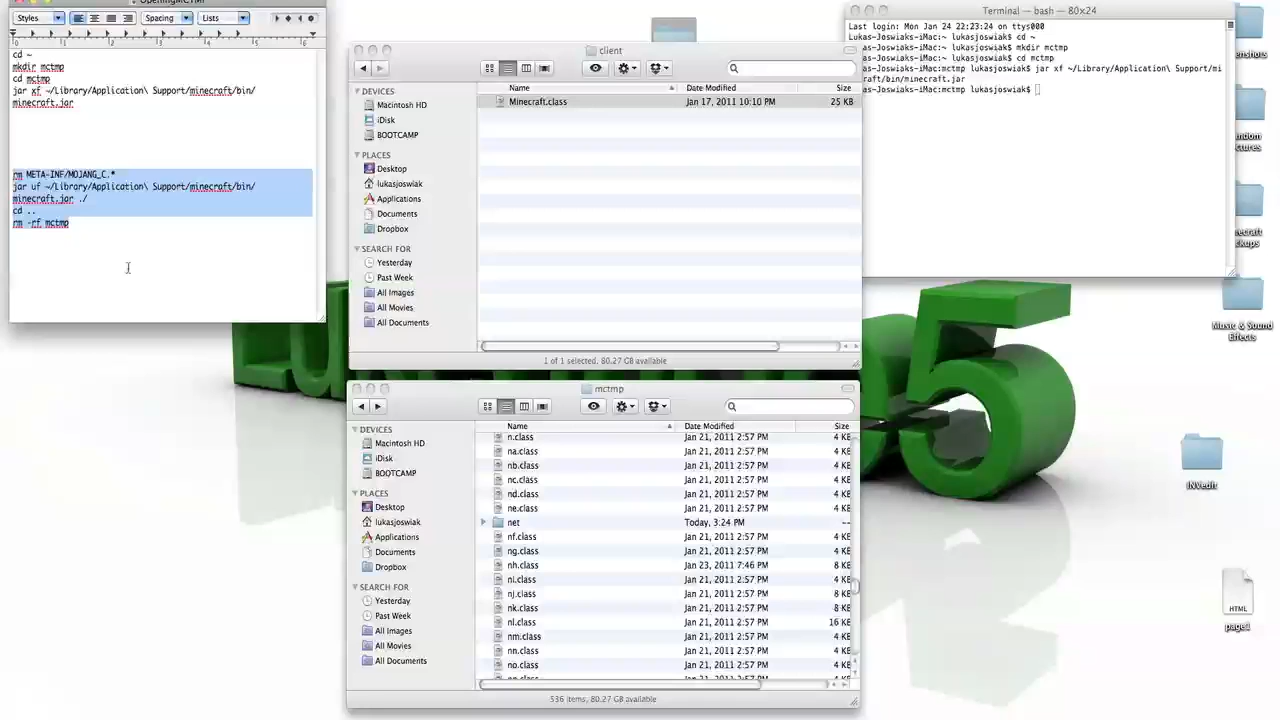 OpeningMCTMP
Styles
Spacing
Lists
0 1 2 3 4 5 6
cd ~
mkdir mctmp
cd mctmp
jar xf ~/Library/Application\ Support/minecraft/bin/
minecraft.jar
rm META-INF/MOJANG_C.*
jar uf ~/Library/Application\ Support/minecraft/bin/
minecraft.jar ./
cd ..
rm -rf mctmp
client
DEVICES
Macintosh HD
iDisk
BOOTCAMP
PLACES
Desktop
lukasjoswiak
Applications
Documents
Dropbox
SEARCH FOR
Yesterday
Past Week
All Images
All Movies
All Documents
Name Date Modified Size
Minecraft.class Jan 17, 2011 10:10 PM 25 KB
1 of 1 selected, 80.27 GB available
mctmp
DEVICES
Macintosh HD
iDisk
BOOTCAMP
PLACES
Desktop
lukasjoswiak
Applications
Documents
Dropbox
SEARCH FOR
Yesterday
Past Week
All Images
All Movies
All Documents
Name Date Modified Size
n.class Jan 21, 2011 2:57 PM 4 KB
na.class Jan 21, 2011 2:57 PM 4 KB
nb.class Jan 21, 2011 2:57 PM 4 KB
nc.class Jan 21, 2011 2:57 PM 4 KB
nd.class Jan 21, 2011 2:57 PM 4 KB
ne.class Jan 21, 2011 2:57 PM 4 KB
net Today, 3:24 PM --
nf.class Jan 21, 2011 2:57 PM 4 KB
ng.class Jan 21, 2011 2:57 PM 4 KB
nh.class Jan 23, 2011 7:46 PM 8 KB
ni.class Jan 21, 2011 2:57 PM 4 KB
nj.class Jan 21, 2011 2:57 PM 8 KB
nk.class Jan 21, 2011 2:57 PM 8 KB
nl.class Jan 21, 2011 2:57 PM 16 KB
nm.class Jan 21, 2011 2:57 PM 4 KB
nn.class Jan 21, 2011 2:57 PM 4 KB
no.class Jan 21, 2011 2:57 PM 4 KB
536 items, 80.27 GB available
Terminal — bash — 80x24
Last login: Mon Jan 24 22:23:24 on ttys000
Lukas-Joswiaks-iMac:~ lukasjoswiak$ cd ~
Lukas-Joswiaks-iMac:~ lukasjoswiak$ mkdir mctmp
Lukas-Joswiaks-iMac:~ lukasjoswiak$ cd mctmp
Lukas-Joswiaks-iMac:mctmp lukasjoswiak$ jar xf ~/Library/Application\ Support/mi
necraft/bin/minecraft.jar
Lukas-Joswiaks-iMac:mctmp lukasjoswiak$
Music & Sound
Effects
INVedit
HTML
page1
5